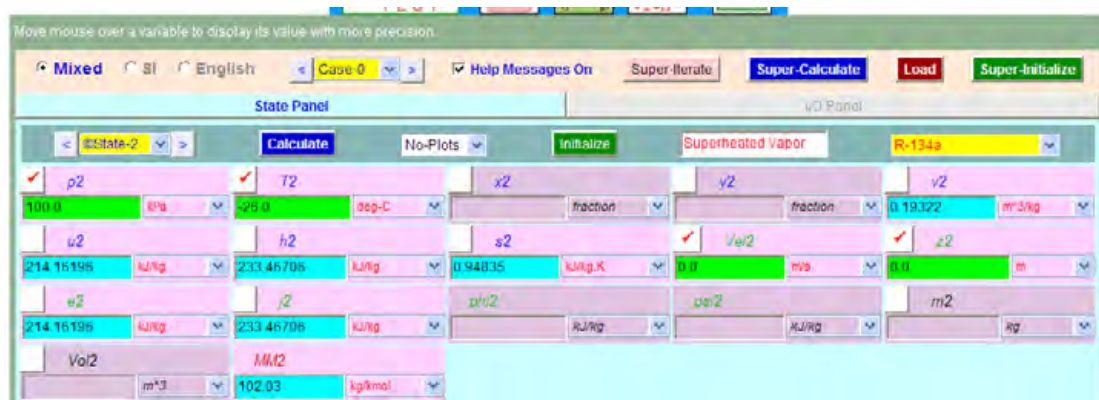 Move mouse over a variable to display its value with more precision.
Mixed SI English < Case-0 > Help Messages On Super-Iterate Super-Calculate Load Super-Initialize
State Panel I/O Panel
< ©State-2 > Calculate No-Plots Initialize Superheated Vapor R-134a
p2 T2 x2 y2 v2
100.0 kPa -26.0 deg-C fraction fraction 0.19322 m^3/kg
u2 h2 s2 Vel2 z2
214.16196 kJ/kg 233.46706 kJ/kg 0.94835 kJ/kg.K 0.0 m/s 0.0 m
e2 j2 phi2 psi2 m2
214.16196 kJ/kg 233.46706 kJ/kg kJ/kg kJ/kg kg
Vol2 MM2
m^3 102.03 kg/kmol